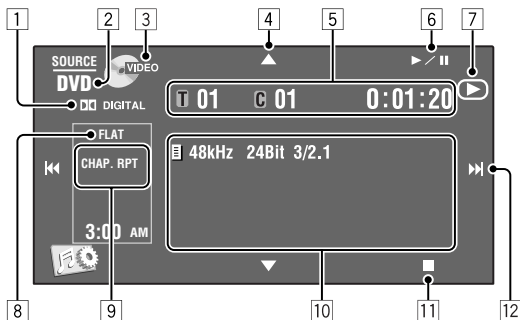 1 2 3 4 5 6 7
SOURCE
DVD
VIDEO
DIGITAL
T 01 C 01 0:01:20
FLAT
CHAP. RPT
48kHz 24Bit 3/2.1
3:00 AM
8 9 10 11 12